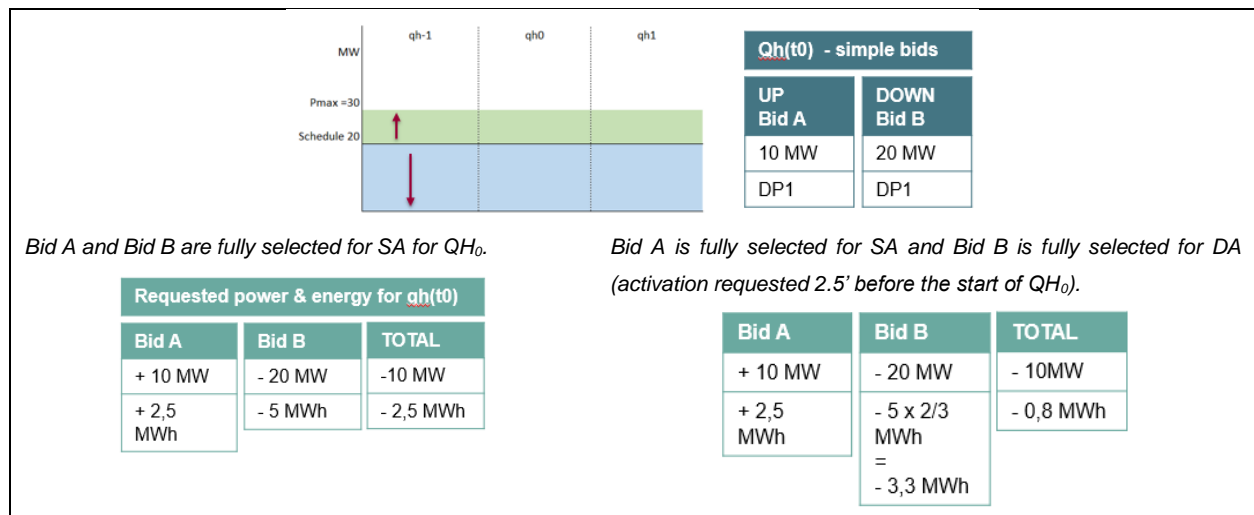 qh-1 qh0 qh1
MW
Pmax =30
Schedule 20
Qh(t0) - simple bids
UP DOWN
Bid A Bid B
10 MW 20 MW
DP1 DP1
Bid A and Bid B are fully selected for SA for QH0.
Requested power & energy for qh(t0)
Bid A Bid B TOTAL
+ 10 MW - 20 MW -10 MW
+ 2,5 - 5 MWh - 2,5 MWh
MWh
Bid A is fully selected for SA and Bid B is fully selected for DA
(activation requested 2.5' before the start of QH0).
Bid A Bid B TOTAL
+ 10 MW - 20 MW - 10MW
+ 2,5 - 5 x 2/3 - 0,8 MWh
MWh MWh
=
- 3,3 MWh